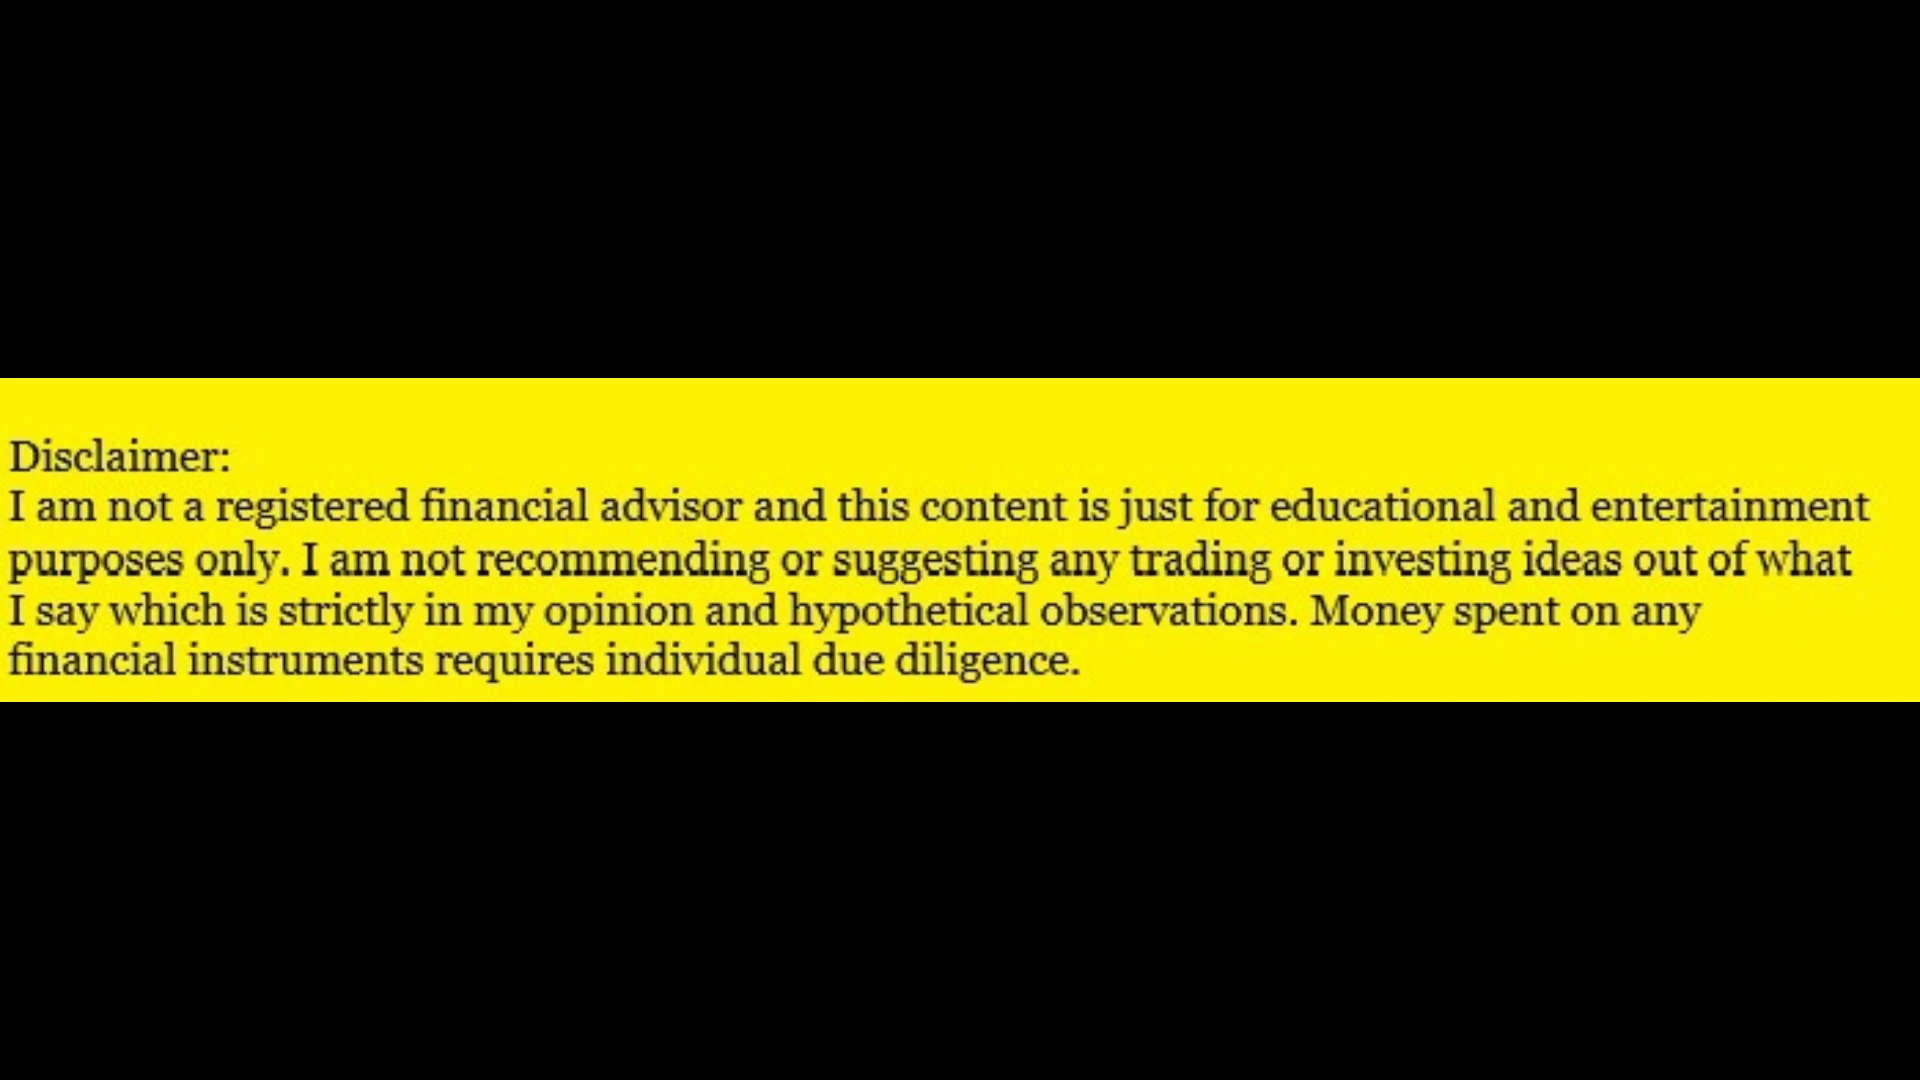 Disclaimer:
I am not a registered financial advisor and this content is just for educational and entertainment
purposes only. I am not recommending or suggesting any trading or investing ideas out of what
I say which is strictly in my opinion and hypothetical observations. Money spent on any
financial instruments requires individual due diligence.